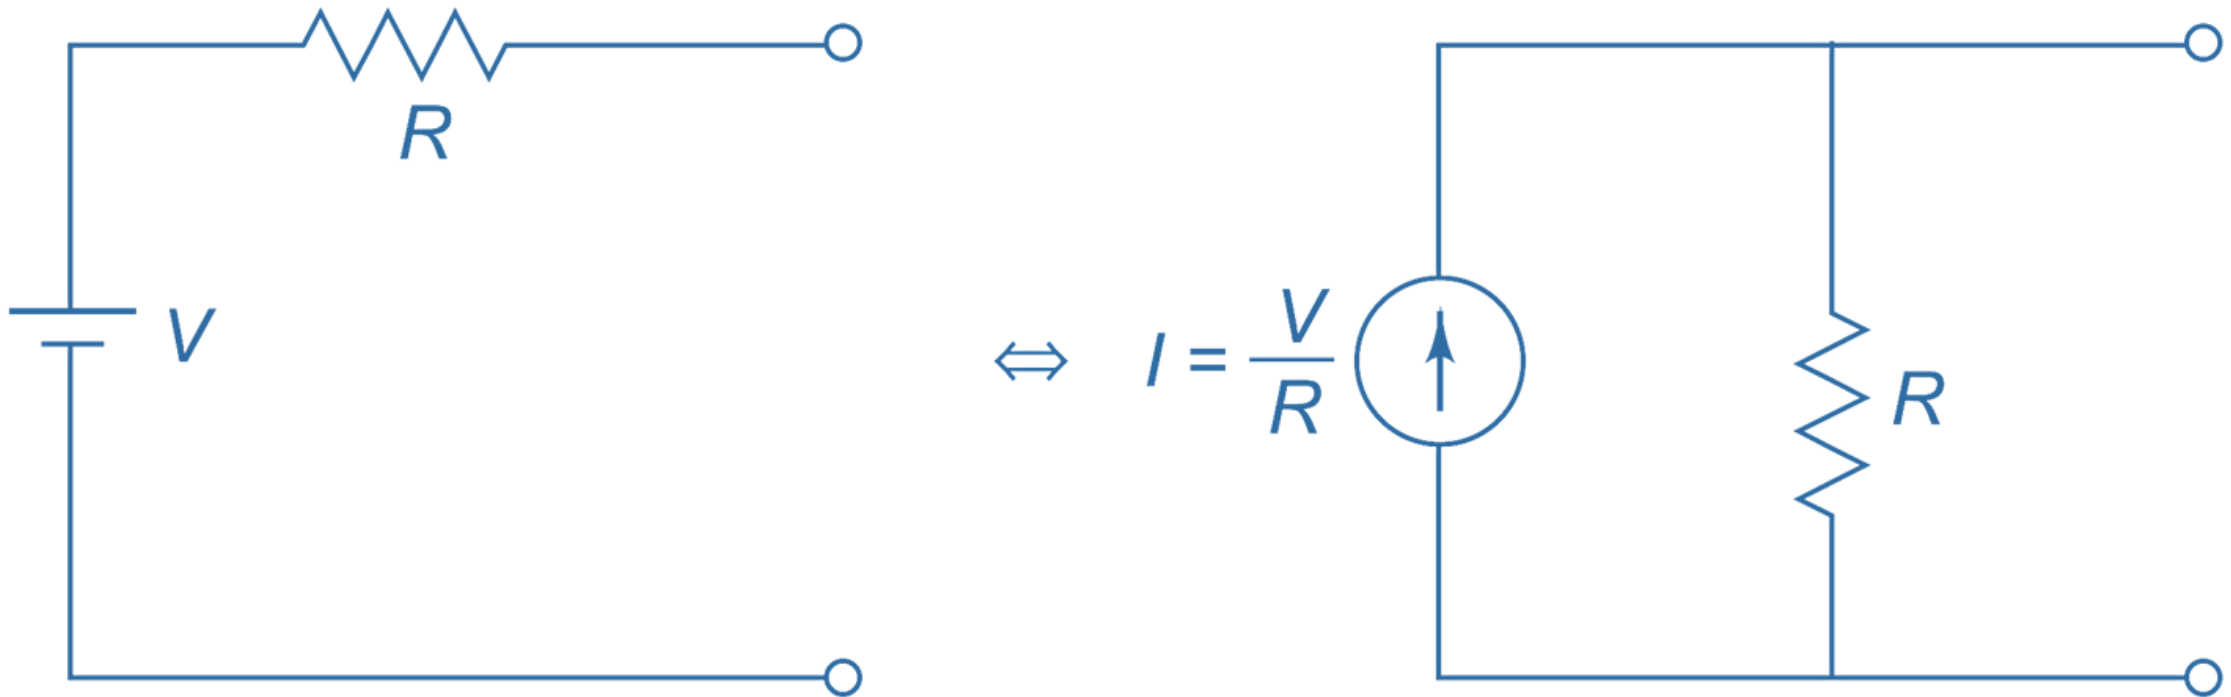 R
V
⇔ I = V/R
R